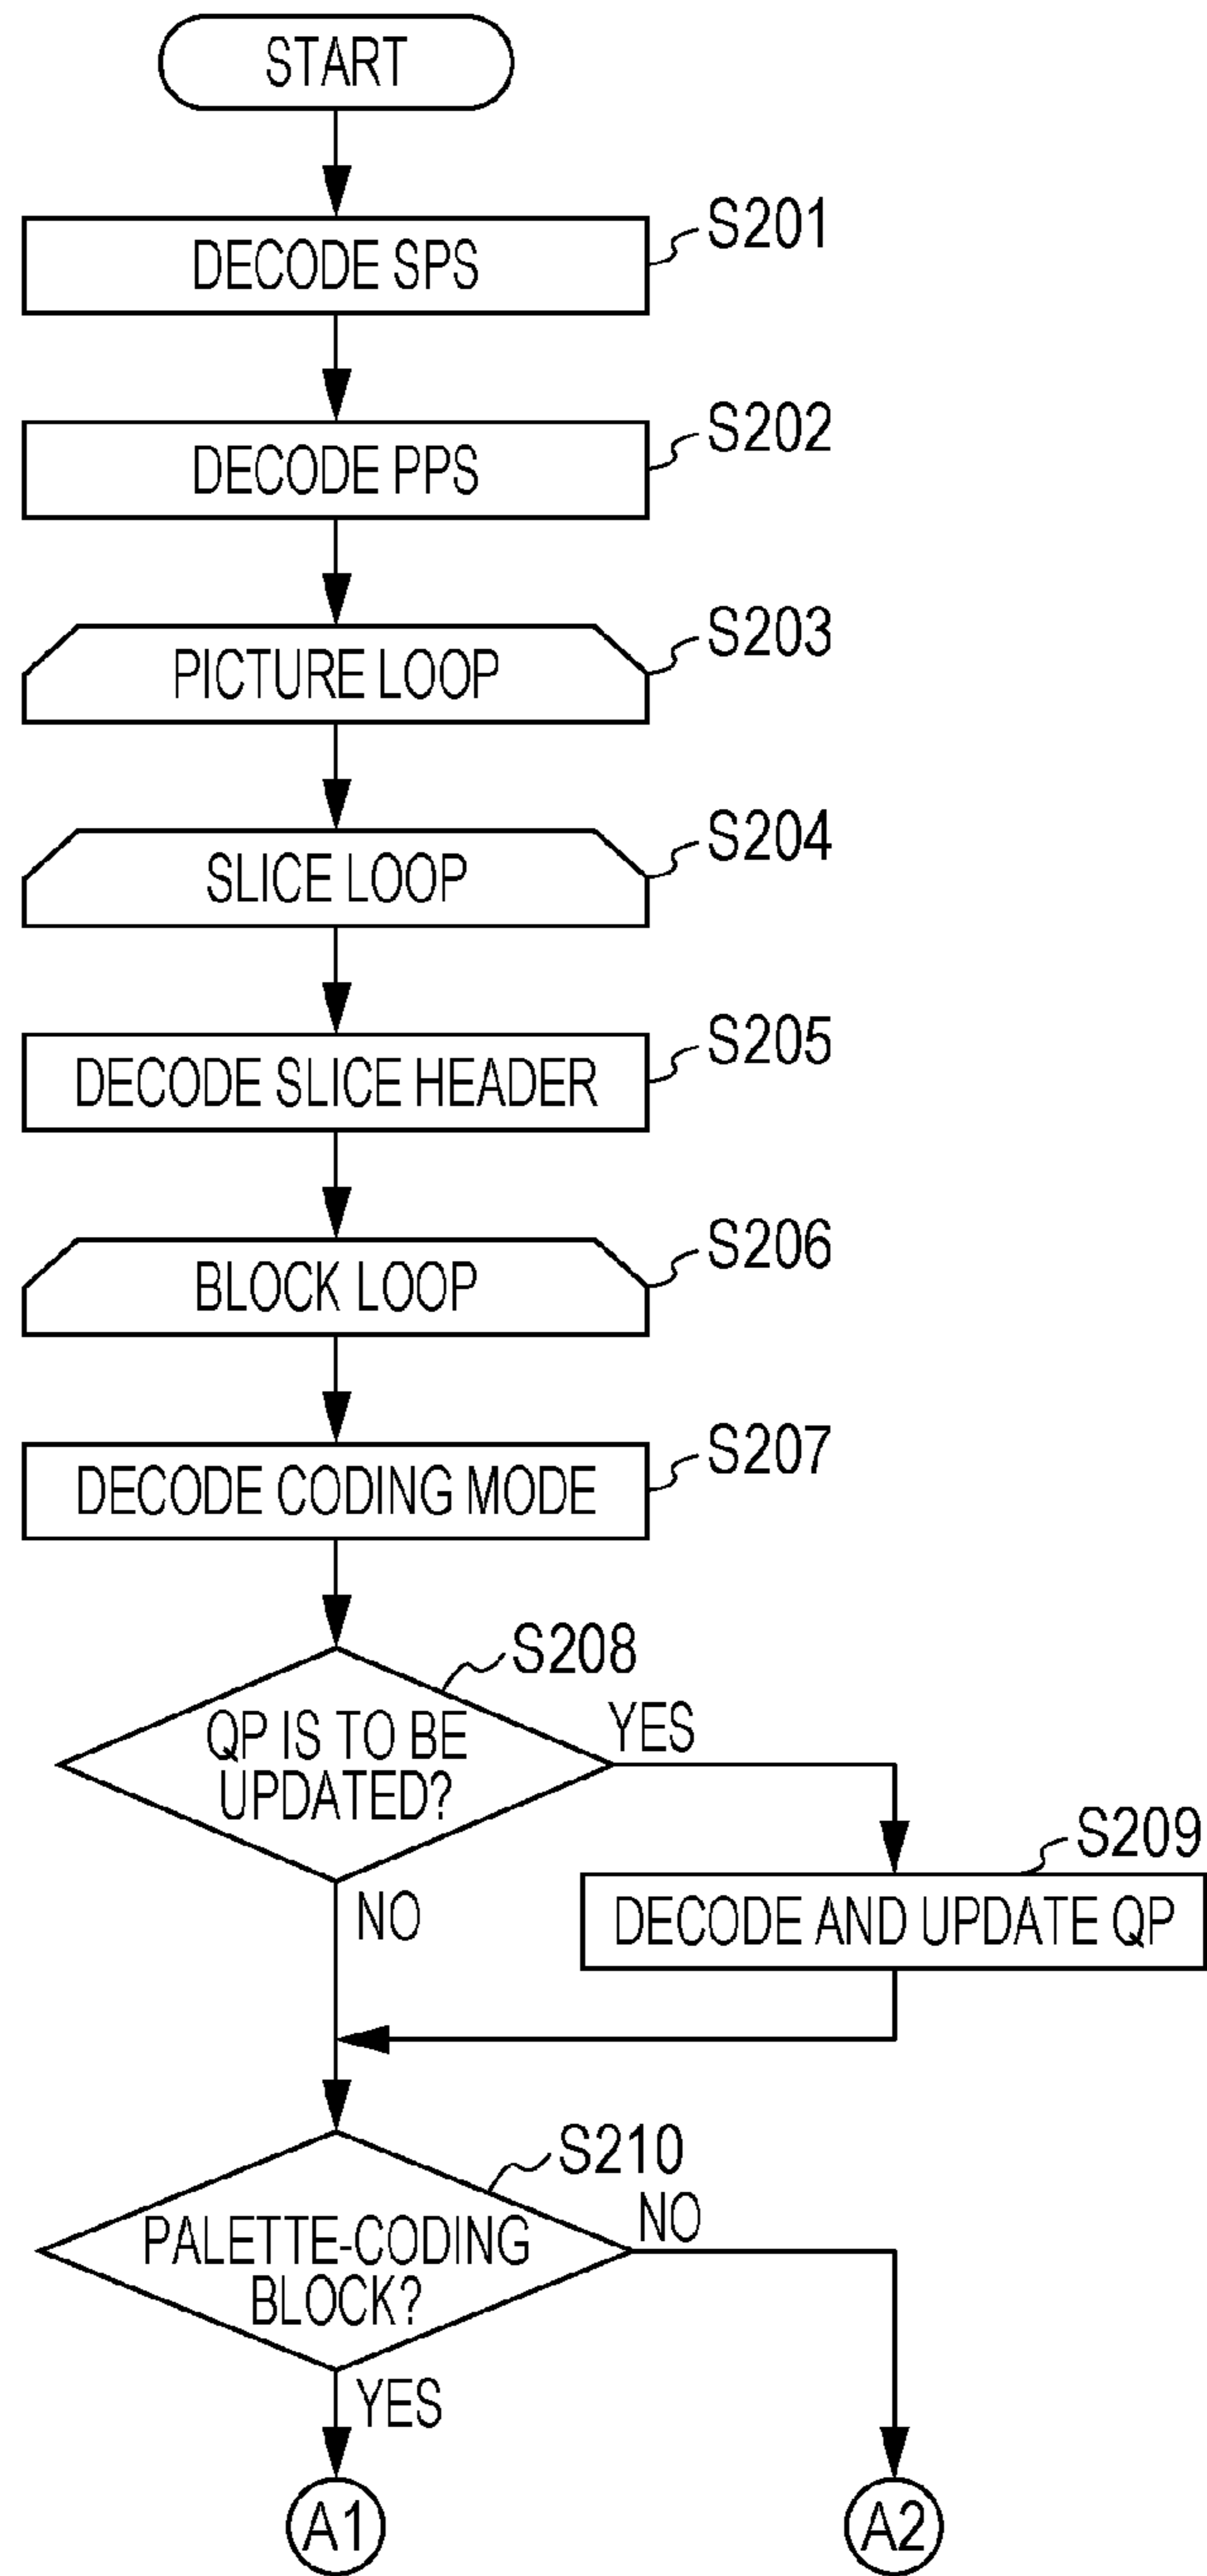 START
S201
DECODE SPS
S202
DECODE PPS
S203
PICTURE LOOP
S204
SLICE LOOP
S205
DECODE SLICE HEADER
S206
BLOCK LOOP
S207
DECODE CODING MODE
S208
QP IS TO BE
UPDATED?
YES
NO
S209
DECODE AND UPDATE QP
S210
PALETTE-CODING
BLOCK?
NO
YES
A1
A2